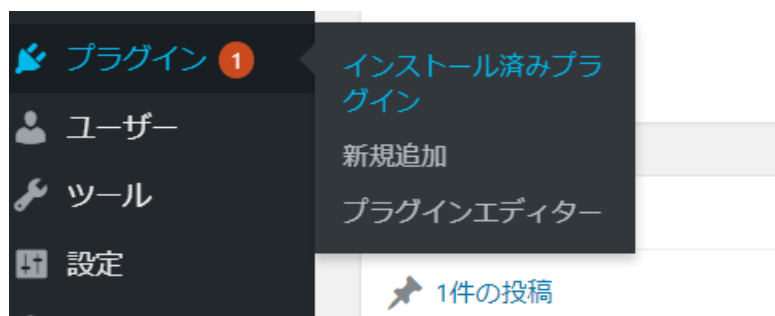 プラグイン 1
ユーザー
ツール
設定
インストール済みプラ
グイン
新規追加
プラグインエディター
1件の投稿